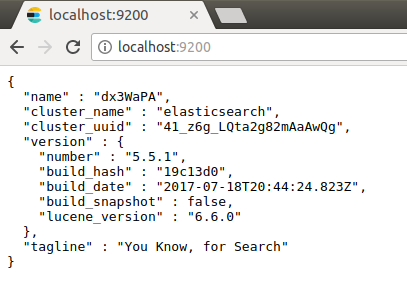 localhost:9200
localhost:9200
{
  "name" : "dx3WaPA",
  "cluster_name" : "elasticsearch",
  "cluster_uuid" : "41_z6g_LQta2g82mAaAwQg",
  "version" : {
    "number" : "5.5.1",
    "build_hash" : "19c13d0",
    "build_date" : "2017-07-18T20:44:24.823Z",
    "build_snapshot" : false,
    "lucene_version" : "6.6.0"
  },
  "tagline" : "You Know, for Search"
}